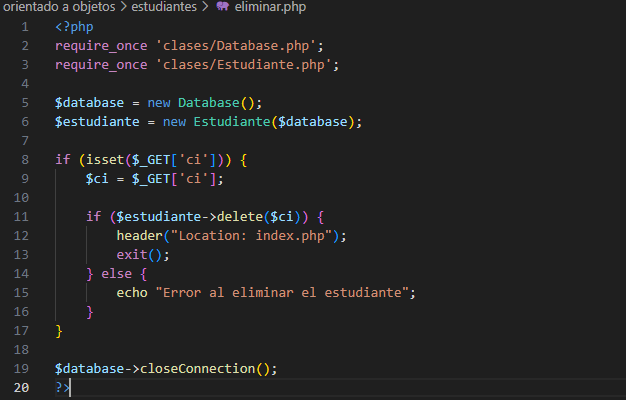 orientado a objetos > estudiantes > eliminar.php
1 <?php
2 require_once 'clases/Database.php';
3 require_once 'clases/Estudiante.php';
4
5 $database = new Database();
6 $estudiante = new Estudiante($database);
7
8 if (isset($_GET['ci'])) {
9     $ci = $_GET['ci'];
10
11     if ($estudiante->delete($ci)) {
12         header("Location: index.php");
13         exit();
14     } else {
15         echo "Error al eliminar el estudiante";
16     }
17 }
18
19 $database->closeConnection();
20 ?>